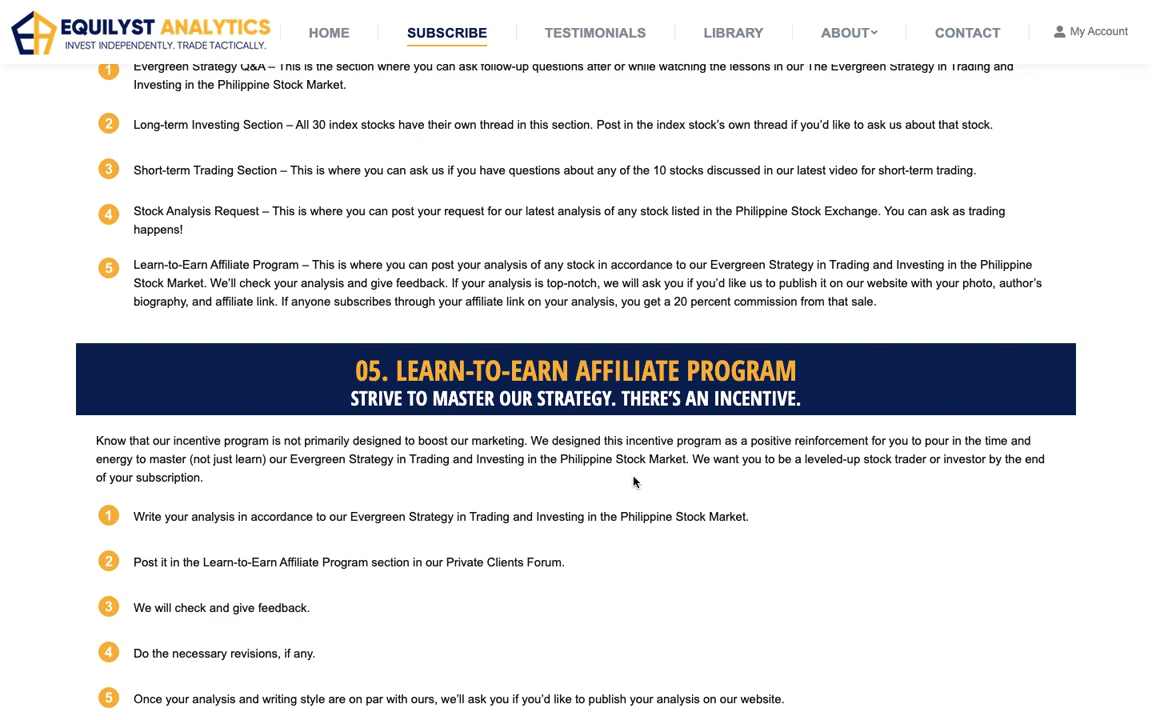 EQUILYST ANALYTICS
INVEST INDEPENDENTLY. TRADE TACTICALLY.
HOME
SUBSCRIBE
TESTIMONIALS
LIBRARY
ABOUT
CONTACT
My Account
1 Evergreen Strategy Q&A – This is the section where you can ask follow-up questions after or while watching the lessons in our The Evergreen Strategy in Trading and
Investing in the Philippine Stock Market.
2 Long-term Investing Section – All 30 index stocks have their own thread in this section. Post in the index stock's own thread if you'd like to ask us about that stock.
3 Short-term Trading Section – This is where you can ask us if you have questions about any of the 10 stocks discussed in our latest video for short-term trading.
4 Stock Analysis Request – This is where you can post your request for our latest analysis of any stock listed in the Philippine Stock Exchange. You can ask as trading
happens!
5 Learn-to-Earn Affiliate Program – This is where you can post your analysis of any stock in accordance to our Evergreen Strategy in Trading and Investing in the Philippine
Stock Market. We'll check your analysis and give feedback. If your analysis is top-notch, we will ask you if you'd like us to publish it on our website with your photo, author's
biography, and affiliate link. If anyone subscribes through your affiliate link on your analysis, you get a 20 percent commission from that sale.
05. LEARN-TO-EARN AFFILIATE PROGRAM
STRIVE TO MASTER OUR STRATEGY. THERE'S AN INCENTIVE.
Know that our incentive program is not primarily designed to boost our marketing. We designed this incentive program as a positive reinforcement for you to pour in the time and
energy to master (not just learn) our Evergreen Strategy in Trading and Investing in the Philippine Stock Market. We want you to be a leveled-up stock trader or investor by the end
of your subscription.
1 Write your analysis in accordance to our Evergreen Strategy in Trading and Investing in the Philippine Stock Market.
2 Post it in the Learn-to-Earn Affiliate Program section in our Private Clients Forum.
3 We will check and give feedback.
4 Do the necessary revisions, if any.
5 Once your analysis and writing style are on par with ours, we'll ask you if you'd like to publish your analysis on our website.